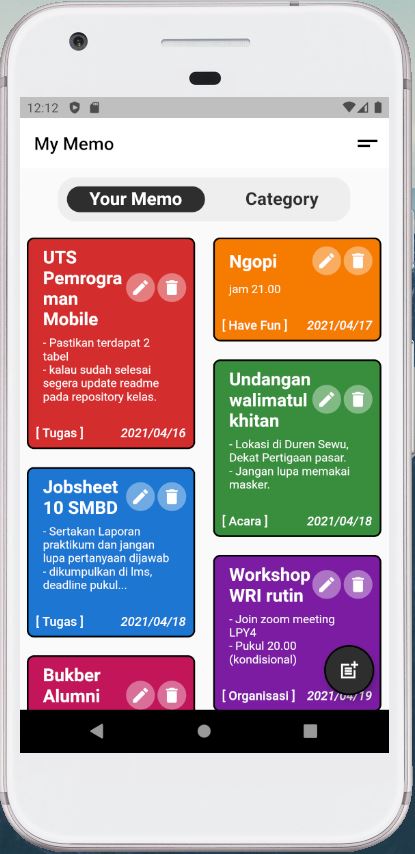 12:12
My Memo
Your Memo
Category
UTS
Pemrogra
man
Mobile
- Pastikan terdapat 2
tabel
- kalau sudah selesai
segera update readme
pada repository kelas.
[ Tugas ] 2021/04/16
Ngopi
jam 21.00
[ Have Fun ] 2021/04/17
Undangan
walimatul
khitan
- Lokasi di Duren Sewu,
Dekat Pertigaan pasar.
- Jangan lupa memakai
masker.
[ Acara ] 2021/04/18
Jobsheet
10 SMBD
- Sertakan Laporan
praktikum dan jangan
lupa pertanyaan dijawab
- dikumpulkan di lms,
deadline pukul...
[ Tugas ] 2021/04/18
Workshop
WRI rutin
- Join zoom meeting
LPY4
- Pukul 20.00
(kondisional)
[ Organisasi ] 2021/04/19
Bukber
Alumni